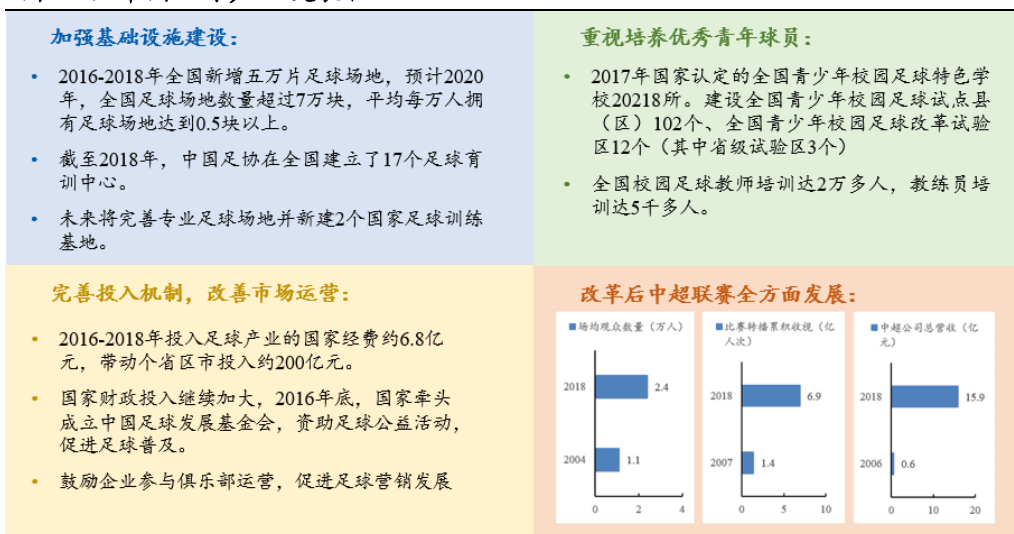 加强基础设施建设：
• 2016-2018年全国新增五万片足球场地，预计2020
年，全国足球场地数量超过7万块，平均每万人拥
有足球场地达到0.5块以上。
• 截至2018年，中国足协在全国建立了17个足球育
训中心。
• 未来将完善专业足球场地并新建2个国家足球训练
基地。
重视培养优秀青年球员：
• 2017年国家认定的全国青少年校园足球特色学
校20218所。建设全国青少年校园足球试点县
（区）102个、全国青少年校园足球改革试验
区12个（其中省级试验区3个）
• 全国校园足球教师培训达2万多人，教练员培
训达5千多人。
完善投入机制，改善市场运营：
• 2016-2018年投入足球产业的国家经费约6.8亿
元，带动个省区市投入约200亿元。
• 国家财政投入继续加大，2016年底，国家牵头
成立中国足球发展基金会，资助足球公益活动，
促进足球普及。
• 鼓励企业参与俱乐部运营，促进足球营销发展
改革后中超联赛全方面发展：
■场均观众数量（万人）
2018 2.4
2004 1.1
0 2 4
■比赛转播累积收视（亿
人次）
2018 6.9
2007 1.4
0 5 10
■中超公司总营收（亿
元）
2018 15.9
2006 0.6
0 10 20